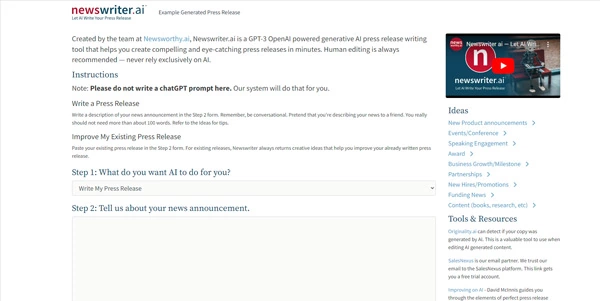 newswriter.ai
Let AI Write Your Press Release
Example Generated Press Release
Created by the team at Newsworthy.ai, Newswriter.ai is a GPT-3 OpenAI powered generative AI press release writing
tool that helps you create compelling and eye-catching press releases in minutes. Human editing is always
recommended — never rely exclusively on AI.
Instructions
Note: Please do not write a chatGPT prompt here. Our system will do that for you.
Write a Press Release
Write a description of your news announcement in the Step 2 form. Remember, be conversational. Pretend that you're describing your news to a friend. You really
should not need more than about 100 words. Refer to the Ideas for tips.
Improve My Existing Press Release
Paste your existing press release in the Step 2 form. For existing releases, Newswriter always returns creative ideas that help you improve your already written press
release.
Step 1: What do you want AI to do for you?
Write My Press Release
Step 2: Tell us about your news announcement.
Newswriter ai — Let AI Wri...
n
newswriter.ai
Let AI Write Your Press Release
Ideas
New Product announcements
Events/Conference
Speaking Engagement
Award
Business Growth/Milestone
Partnerships
New Hires/Promotions
Funding News
Content (books, research, etc)
Tools & Resources
Originality.ai can detect if your copy
was generated by AI. This is a valuable tool to use when
editing AI generated content.
SalesNexus is our email partner. We trust our
email to the SalesNexus platform. This link gets
you a free trial account.
Improving on AI - David McInnis guides you
through the elements of perfect press release